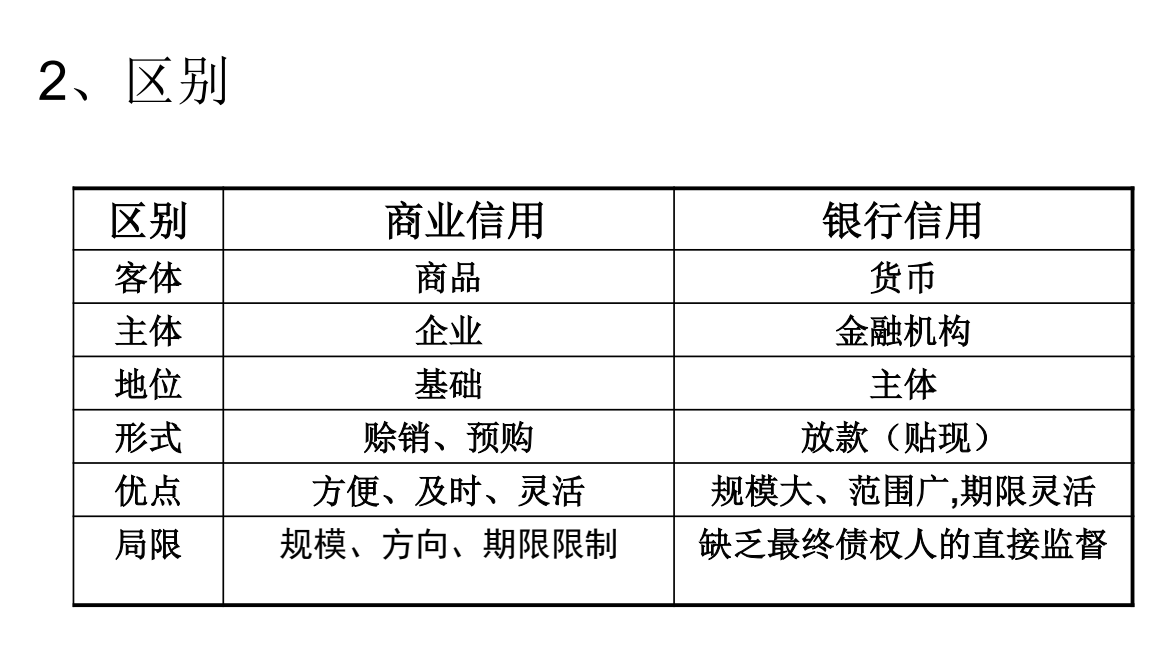 2、区别
区别 商业信用 银行信用
客体 商品 货币
主体 企业 金融机构
地位 基础 主体
形式 赊销、预购 放款（贴现）
优点 方便、及时、灵活 规模大、范围广,期限灵活
局限 规模、方向、期限限制 缺乏最终债权人的直接监督